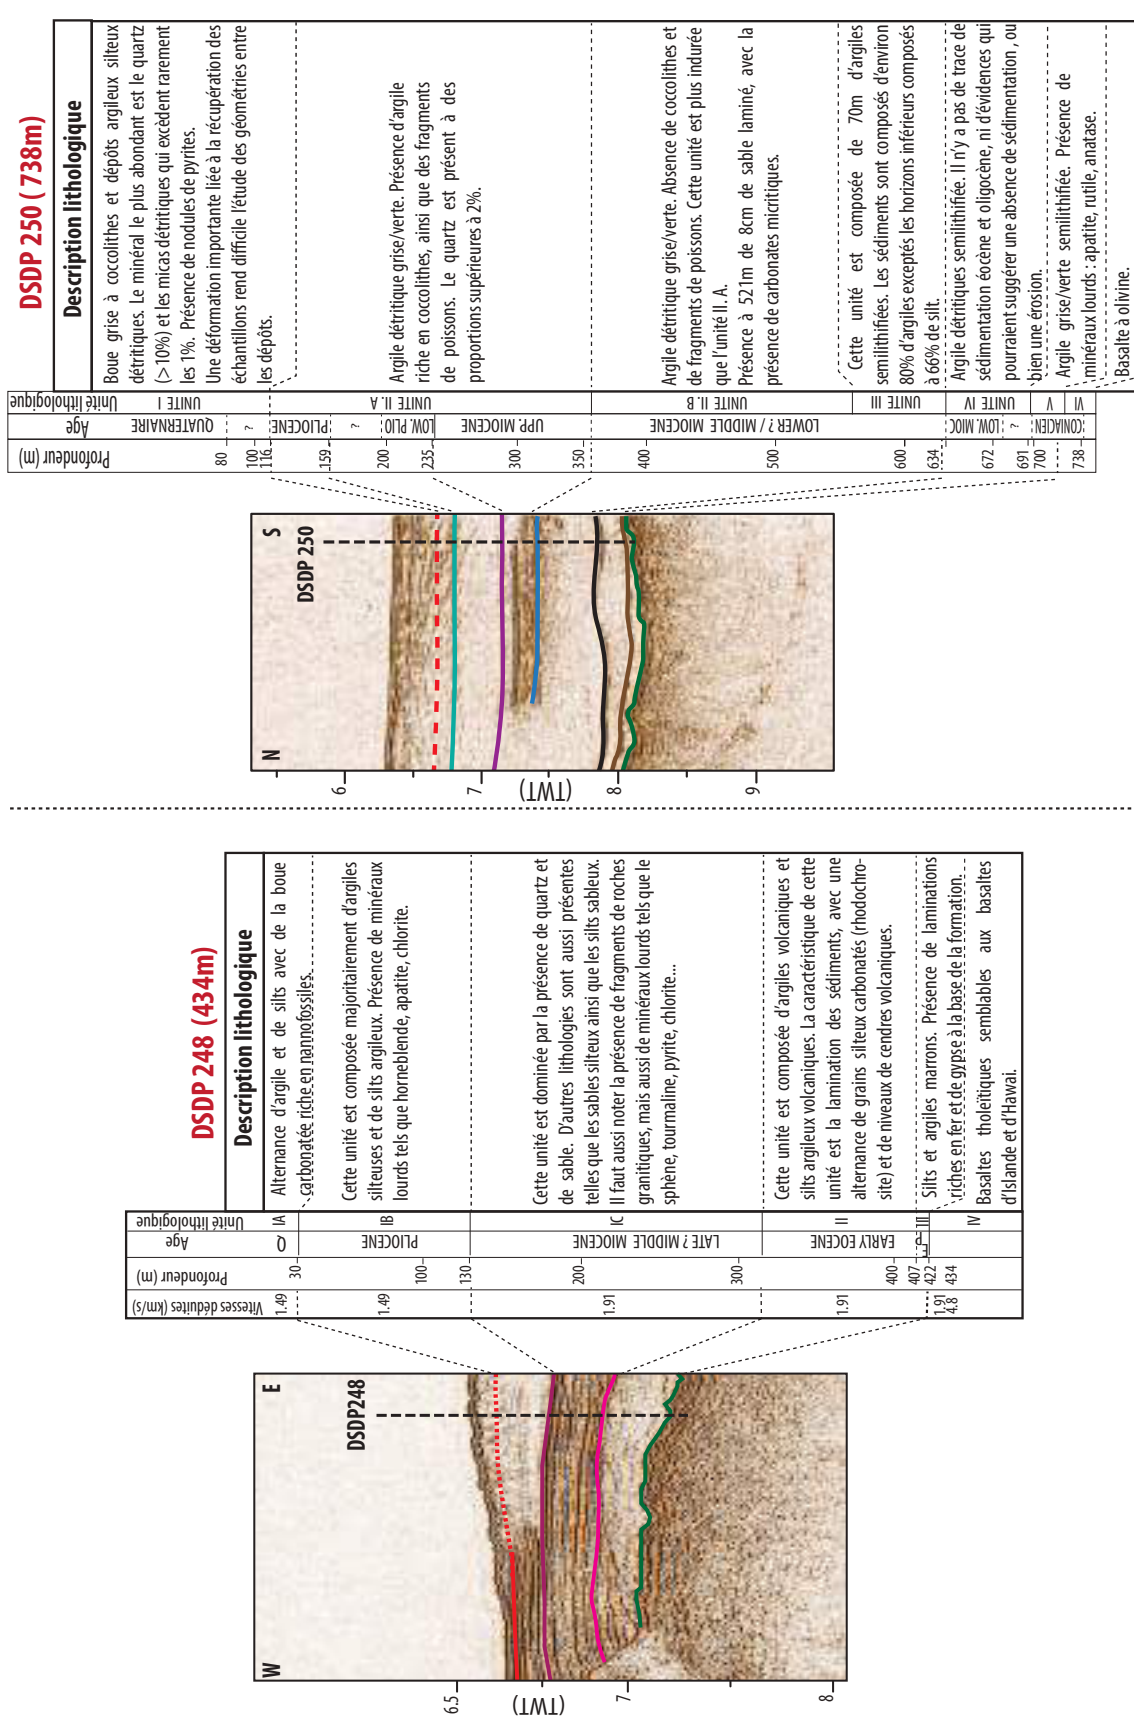 DSDP 248 (434m)
W
E
DSDP248
6.5
7
8
(TWT)
Vitesses déduites (km/s)
Profondeur (m)
Age
Unité lithologique
Description lithologique
1.49
1.49
1.91
1.91
1.91
4.8
30
100
130
200
300
400
407
422
434
Q
PLIOCENE
LATE ? MIDDLE MIOCENE
EARLY EOCENE
P
E
IA
IB
IC
II
III
IV
Alternance d'argile et de silts avec de la boue
carbonatée riche en nannofossiles.
Cette unité est composée majoritairement d'argiles
silteuses et de silts argileux. Présence de minéraux
lourds tels que horneblende, apatite, chlorite.
Cette unité est dominée par la présence de quartz et
de sable. D'autres lithologies sont aussi présentes
telles que les sables silteux ainsi que les silts sableux.
Il faut aussi noter la présence de fragments de roches
granitiques, mais aussi de minéraux lourds tels que le
sphène, tourmaline, pyrite, chlorite...
Cette unité est composée d'argiles volcaniques et
silts argileux volcaniques. La caractéristique de cette
unité est la lamination des sédiments, avec une
alternance de grains silteux carbonatés (rhodochro-
site) et de niveaux de cendres volcaniques.
Silts et argiles marrons. Présence de laminations
riches en fer et de gypse à la base de la formation.
Basaltes tholeïtiques semblables aux basaltes
d'Islande et d'Hawai.
DSDP 250 ( 738m)
N
S
DSDP 250
6
7
8
9
(TWT)
Profondeur (m)
Age
Unité lithologique
Description lithologique
80
100
116
159
200
235
300
350
400
500
600
634
672
691
700
738
QUATERNAIRE
?
PLIOCENE
?
LOW. PLIO
UPP. MIOCENE
LOWER / ? MIDDLE MIOCENE
LOW. MIOC
?
CONIACIEN
UNITE I
UNITE II. A
UNITE II. B
UNITE III
UNITE IV
V
VI
Boue grise à coccolithes et dépôts argileux silteux
détritiques. Le minéral le plus abondant est le quartz
(>10%) et les micas détritiques qui excèdent rarement
les 1%. Présence de nodules de pyrites.
Une déformation importante liée à la récupération des
échantillons rend difficile l'étude des géométries entre
les dépôts.
Argile détritique grise/verte. Présence d'argile
riche en coccolithes, ainsi que des fragments
de poissons. Le quartz est présent à des
proportions supérieures à 2%.
Argile détritique grise/verte. Absence de coccolithes et
de fragments de poissons. Cette unité est plus indurée
que l'unité II. A.
Présence à 521m de 8cm de sable laminé, avec la
présence de carbonates micritiques.
Cette unité est composée de 70m d'argiles
semilithifiées. Les sédiments sont composés d'environ
80% d'argiles exceptés les horizons inférieurs composés
à 66% de silt.
Argile détritiques semilithifiée. Il n'y a pas de trace de
sédimentation éocène et oligocène, ni d'évidences qui
pourraient suggérer une absence de sédimentation , ou
bien une érosion.
Argile grise/verte semilithifiée. Présence de
minéraux lourds : apatite, rutile, anatase.
Basalte à olivine.